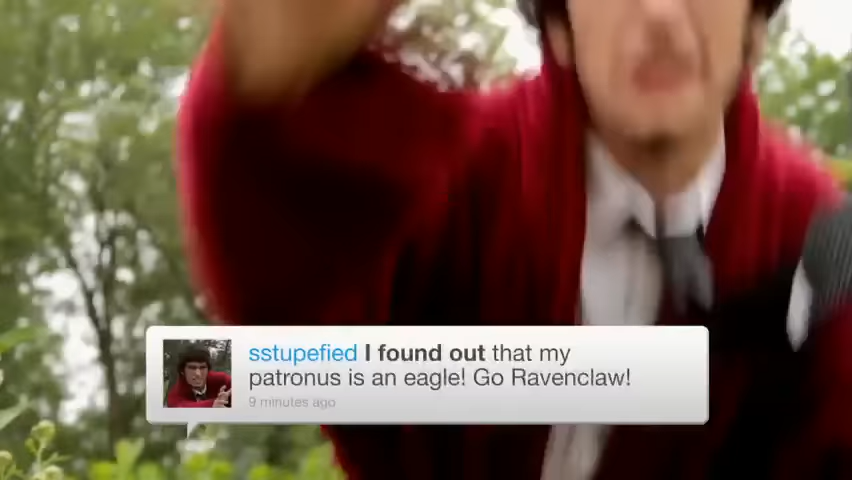 sstupefied I found out that my
patronus is an eagle! Go Ravenclaw!
9 minutes ago